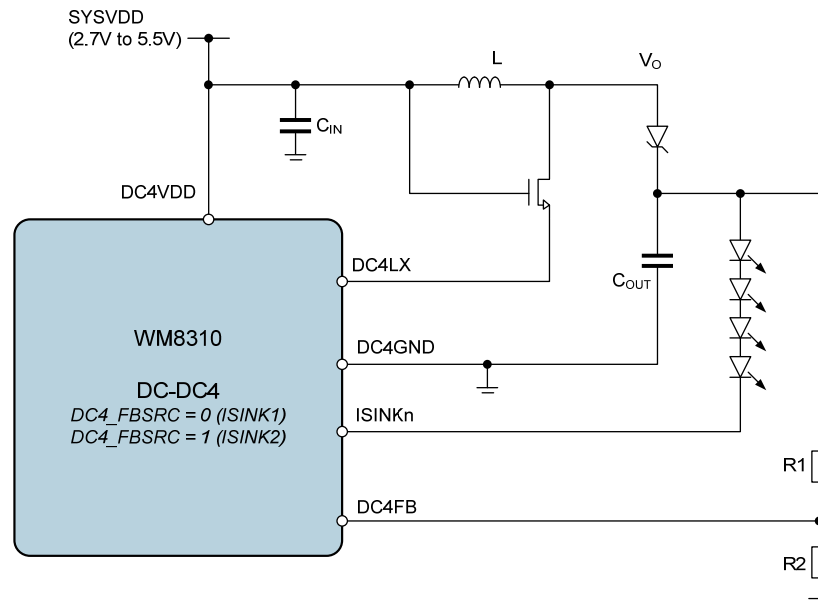 SYSVDD
(2.7V to 5.5V)
L
VO
CIN
DC4VDD
DC4LX
COUT
WM8310
DC4GND
DC-DC4
DC4_FBSRC = 0 (ISINK1)
ISINKn
DC4_FBSRC = 1 (ISINK2)
R1
DC4FB
R2